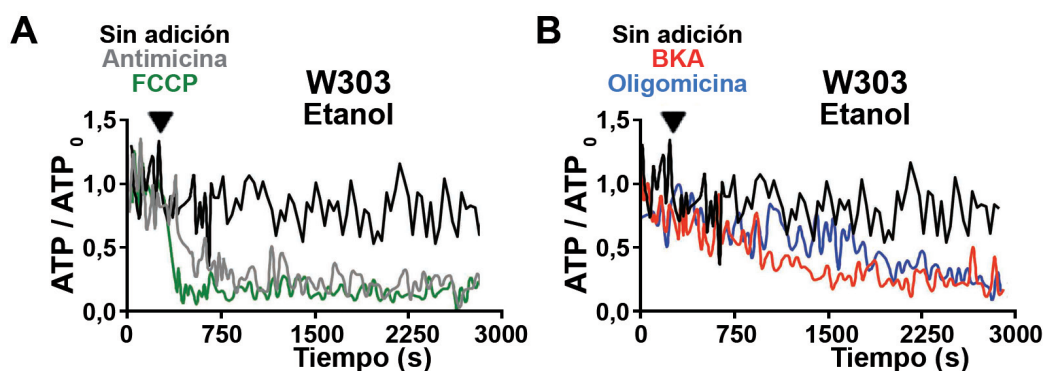 A
Sin adición
Antimicina
FCCP
W303
Etanol
ATP / ATP 0
1,5
1,0
0,5
0,0
0
750
1500
2250
3000
Tiempo (s)
B
Sin adición
BKA
Oligomicina
W303
Etanol
ATP / ATP 0
1,5
1,0
0,5
0,0
0
750
1500
2250
3000
Tiempo (s)